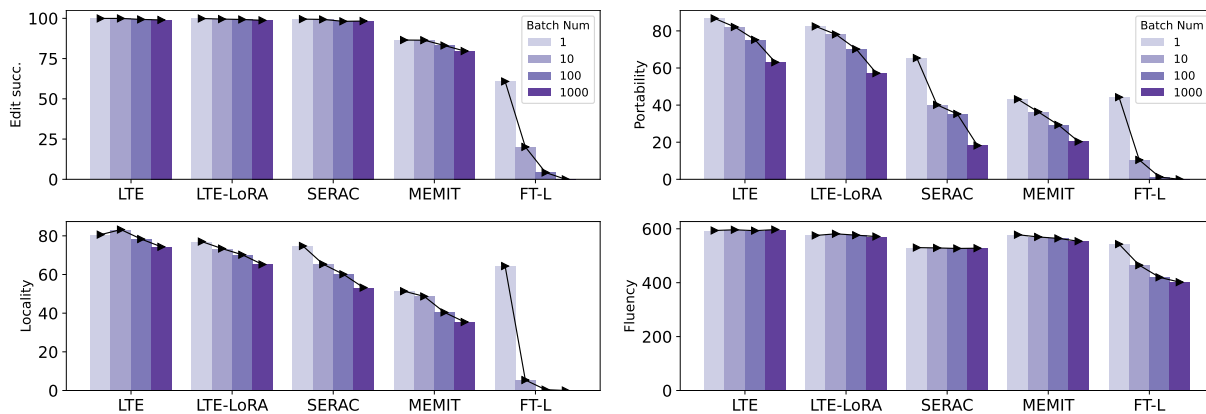 Edit succ.
100
75
50
25
0
LTE
LTE-LoRA
SERAC
MEMIT
FT-L
Batch Num
1
10
100
1000
Portability
80
60
40
20
0
LTE
LTE-LoRA
SERAC
MEMIT
FT-L
Batch Num
1
10
100
1000
Locality
80
60
40
20
0
LTE
LTE-LoRA
SERAC
MEMIT
FT-L
Fluency
600
400
200
0
LTE
LTE-LoRA
SERAC
MEMIT
FT-L